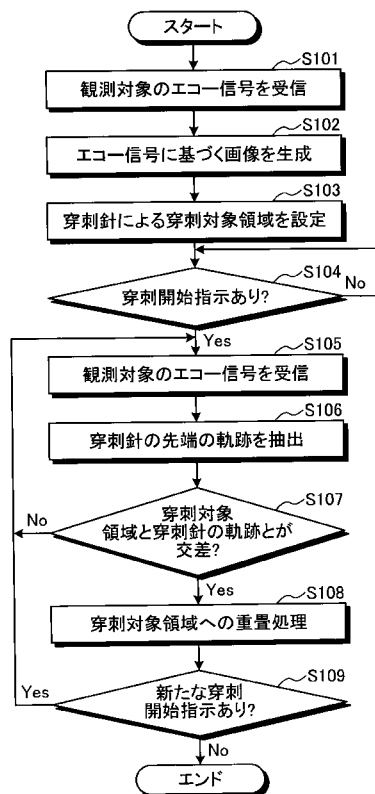 スタート
S101
観測対象のエコー信号を受信
S102
エコー信号に基づく画像を生成
S103
穿刺針による穿刺対象領域を設定
S104
穿刺開始指示あり?
No
Yes
S105
観測対象のエコー信号を受信
S106
穿刺針の先端の軌跡を抽出
S107
穿刺対象
領域と穿刺針の軌跡とが
交差?
No
Yes
S108
穿刺対象領域への重畳処理
S109
新たな穿刺
開始指示あり?
Yes
No
エンド